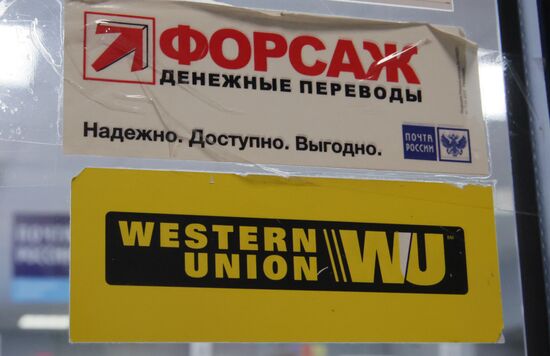 ФОРСАЖ
ДЕНЕЖНЫЕ ПЕРЕВОДЫ
Надежно. Доступно. Выгодно.
ПОЧТА
РОССИИ
WESTERN
UNION
WU